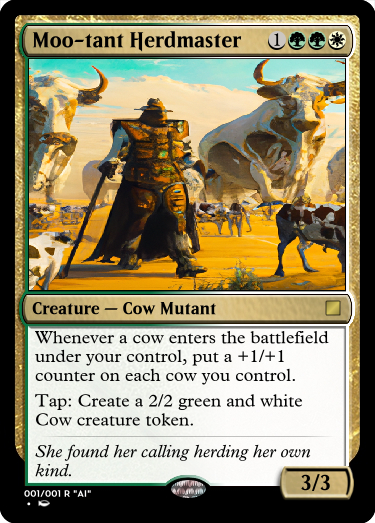 Moo-tant Herdmaster 1
Creature — Cow Mutant
Whenever a cow enters the battlefield
under your control, put a +1/+1
counter on each cow you control.
Tap: Create a 2/2 green and white
Cow creature token.
She found her calling herding her own
kind.
3/3
001/001 R "AI"